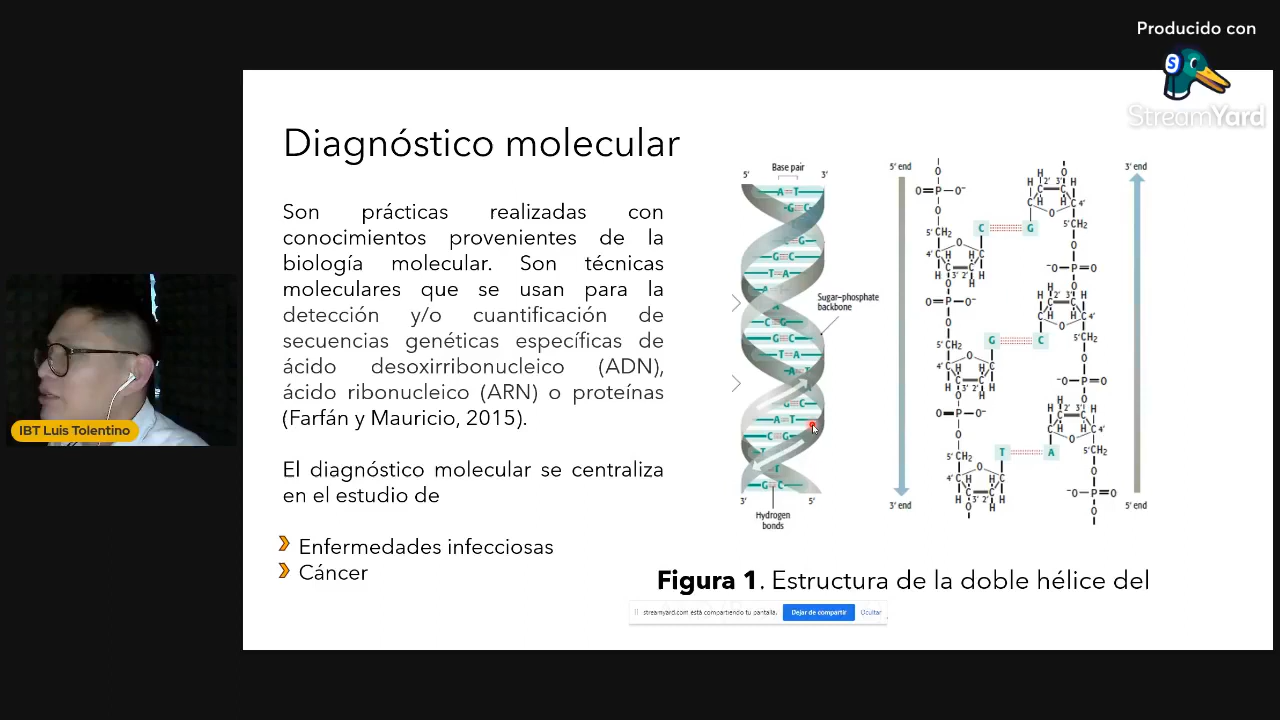 Producido con
StreamYard
Diagnóstico molecular
Son prácticas realizadas con
conocimientos provenientes de la
biología molecular. Son técnicas
moleculares que se usan para la
detección y/o cuantificación de
secuencias genéticas específicas de
ácido desoxirribonucleico (ADN),
ácido ribonucleico (ARN) o proteínas
(Farfán y Mauricio, 2015).
El diagnóstico molecular se centraliza
en el estudio de
Enfermedades infecciosas
Cáncer
IBT Luis Tolentino
Base pair
5' 3'
Sugar-phosphate
backbone
3' 5'
Hydrogen
bonds
5' end
3' end
C G
G C
T A
3' end
5' end
Figura 1. Estructura de la doble hélice del
streamyard.com está compartiendo tu pantalla.
Dejar de compartir
Ocultar